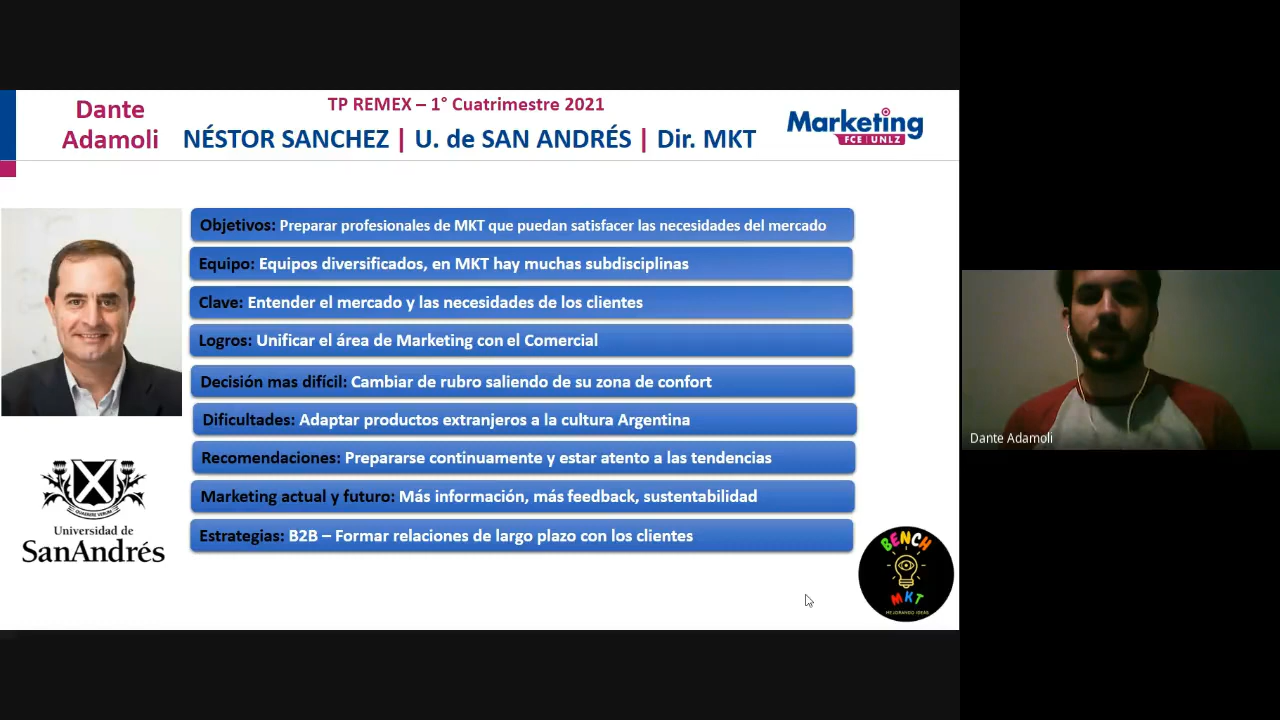 Dante
Adamoli
TP REMEX – 1° Cuatrimestre 2021
NÉSTOR SANCHEZ | U. de SAN ANDRÉS | Dir. MKT
Marketing
FCE | UNLZ
Objetivos: Preparar profesionales de MKT que puedan satisfacer las necesidades del mercado
Equipo: Equipos diversificados, en MKT hay muchas subdisciplinas
Clave: Entender el mercado y las necesidades de los clientes
Logros: Unificar el área de Marketing con el Comercial
Decisión mas difícil: Cambiar de rubro saliendo de su zona de confort
Dificultades: Adaptar productos extranjeros a la cultura Argentina
Recomendaciones: Prepararse continuamente y estar atento a las tendencias
Marketing actual y futuro: Más información, más feedback, sustentabilidad
Estrategias: B2B – Formar relaciones de largo plazo con los clientes
Universidad de
SanAndrés
BENCH
MKT
MEJORANDO IDEAS
Dante Adamoli